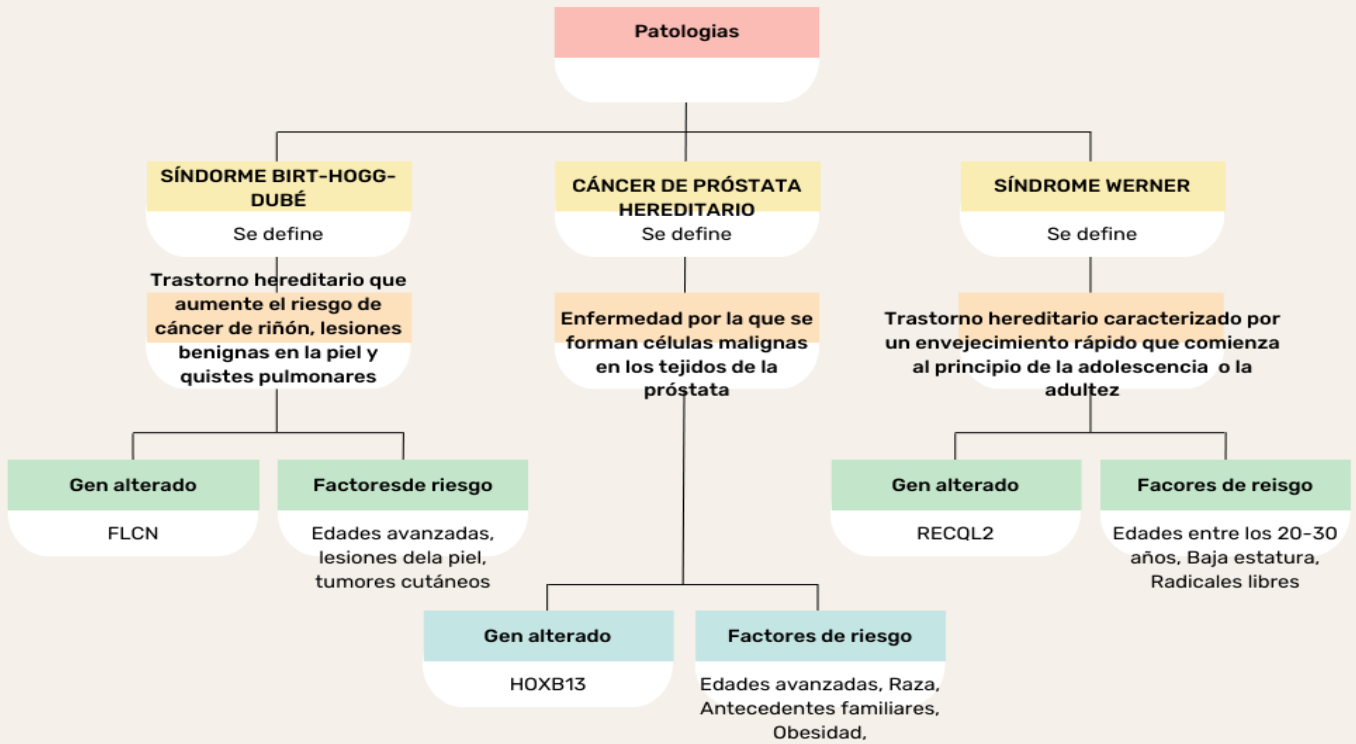 Patologias
SÍNDORME BIRT-HOGG-
DUBÉ
Se define
Trastorno hereditario que
aumente el riesgo de
cáncer de riñón, lesiones
benignas en la piel y
quistes pulmonares
Gen alterado
FLCN
Factoresde riesgo
Edades avanzadas,
lesiones dela piel,
tumores cutáneos
CÁNCER DE PRÓSTATA
HEREDITARIO
Se define
Enfermedad por la que se
forman células malignas
en los tejidos de la
próstata
Gen alterado
HOXB13
Factores de riesgo
Edades avanzadas, Raza,
Antecedentes familiares,
Obesidad,
SÍNDROME WERNER
Se define
Trastorno hereditario caracterizado por
un envejecimiento rápido que comienza
al principio de la adolescencia o la
adultez
Gen alterado
RECQL2
Facores de reisgo
Edades entre los 20-30
años, Baja estatura,
Radicales libres